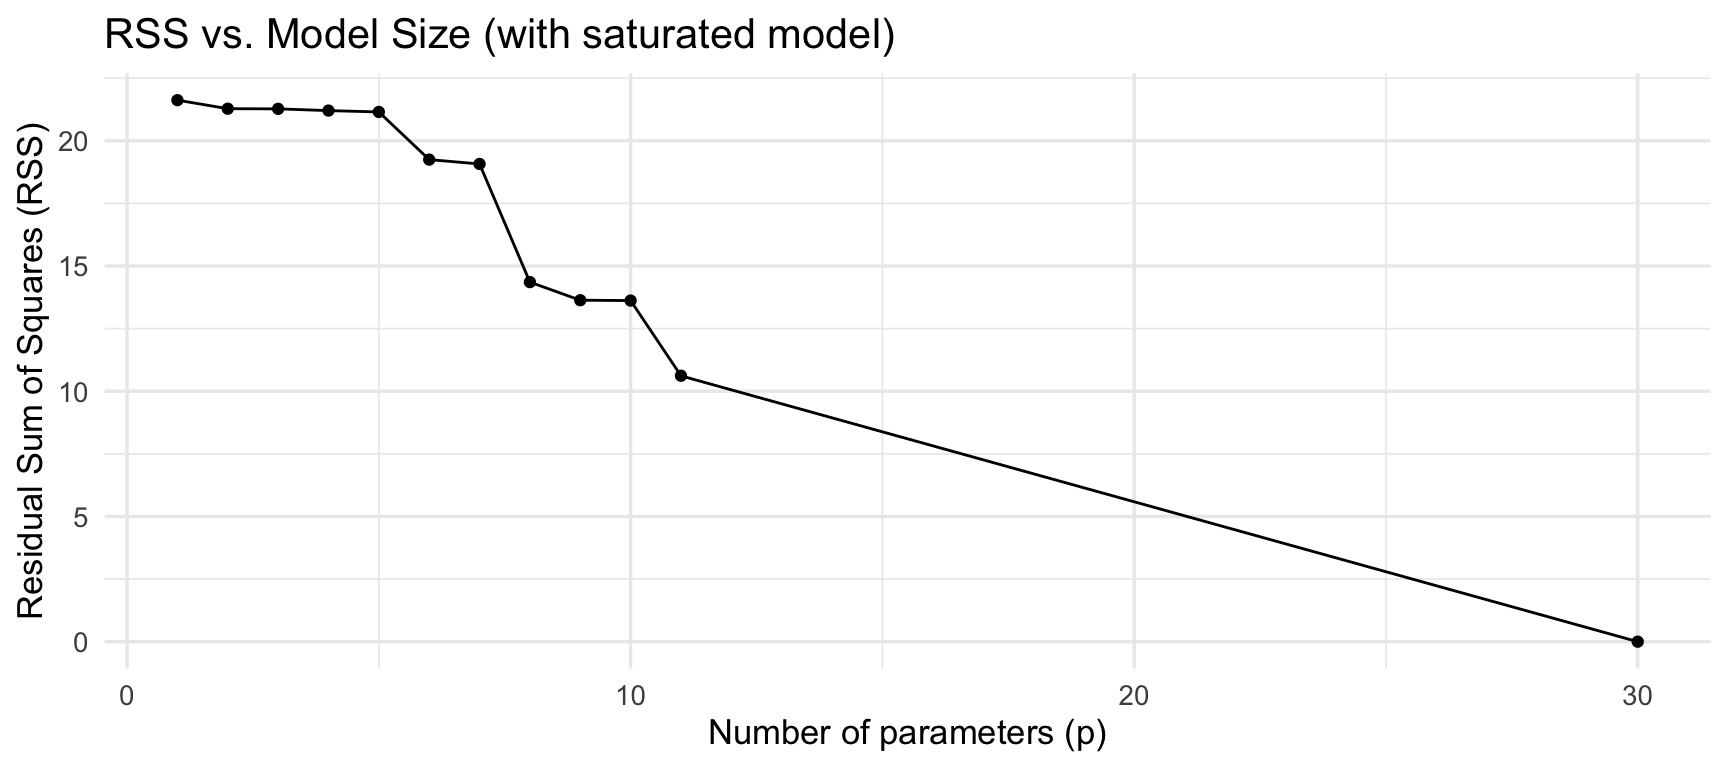 RSS vs. Model Size (with saturated model)
Residual Sum of Squares (RSS)
20
15
10
5
0
0 10 20 30
Number of parameters (p)